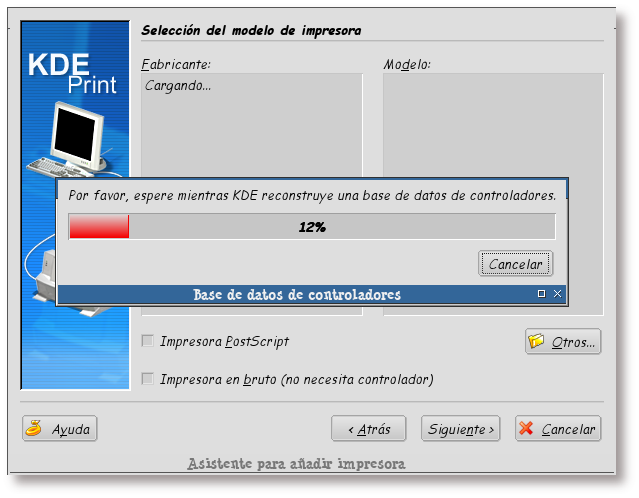 Selección del modelo de impresora
KDE
Print
Fabricante:
Modelo:
Cargando...
Por favor, espere mientras KDE reconstruye una base de datos de controladores.
12%
Cancelar
Base de datos de controladores
Impresora PostScript
Otros...
Impresora en bruto (no necesita controlador)
Ayuda
< Atrás
Siguiente >
Cancelar
Asistente para añadir impresora